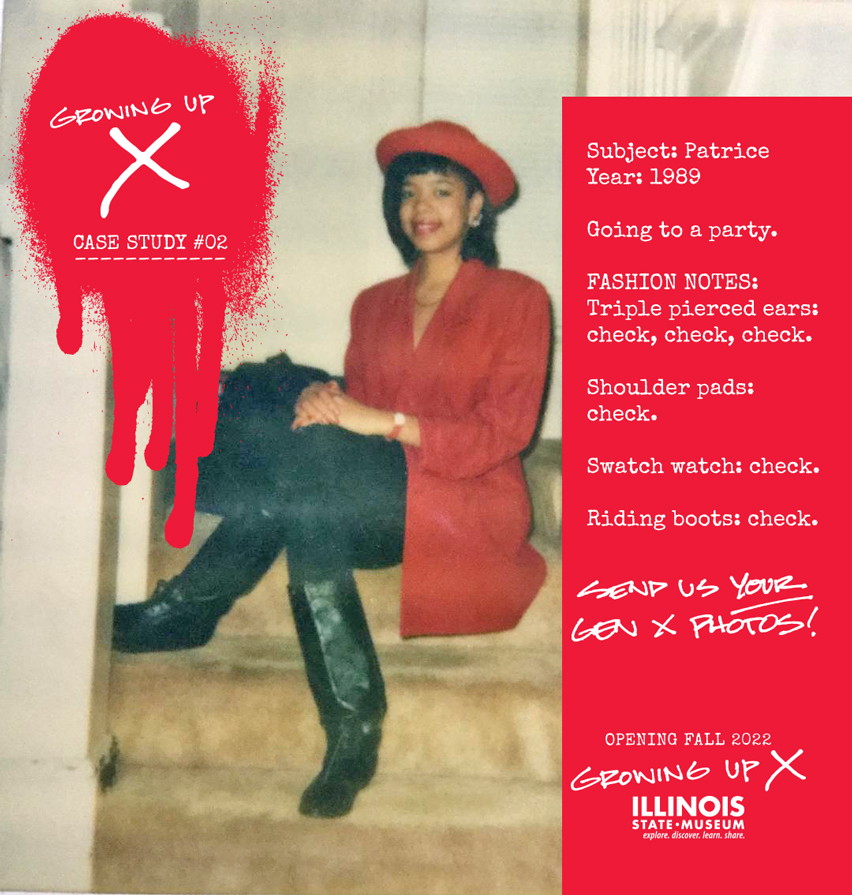 GROWING UP
X
CASE STUDY #02
Subject: Patrice
Year: 1989
Going to a party.
FASHION NOTES:
Triple pierced ears:
check, check, check.
Shoulder pads:
check.
Swatch watch: check.
Riding boots: check.
SEND US YOUR
GEN X PHOTOS!
OPENING FALL 2022
GROWING UP X
ILLINOIS
STATE•MUSEUM
explore. discover. learn. share.